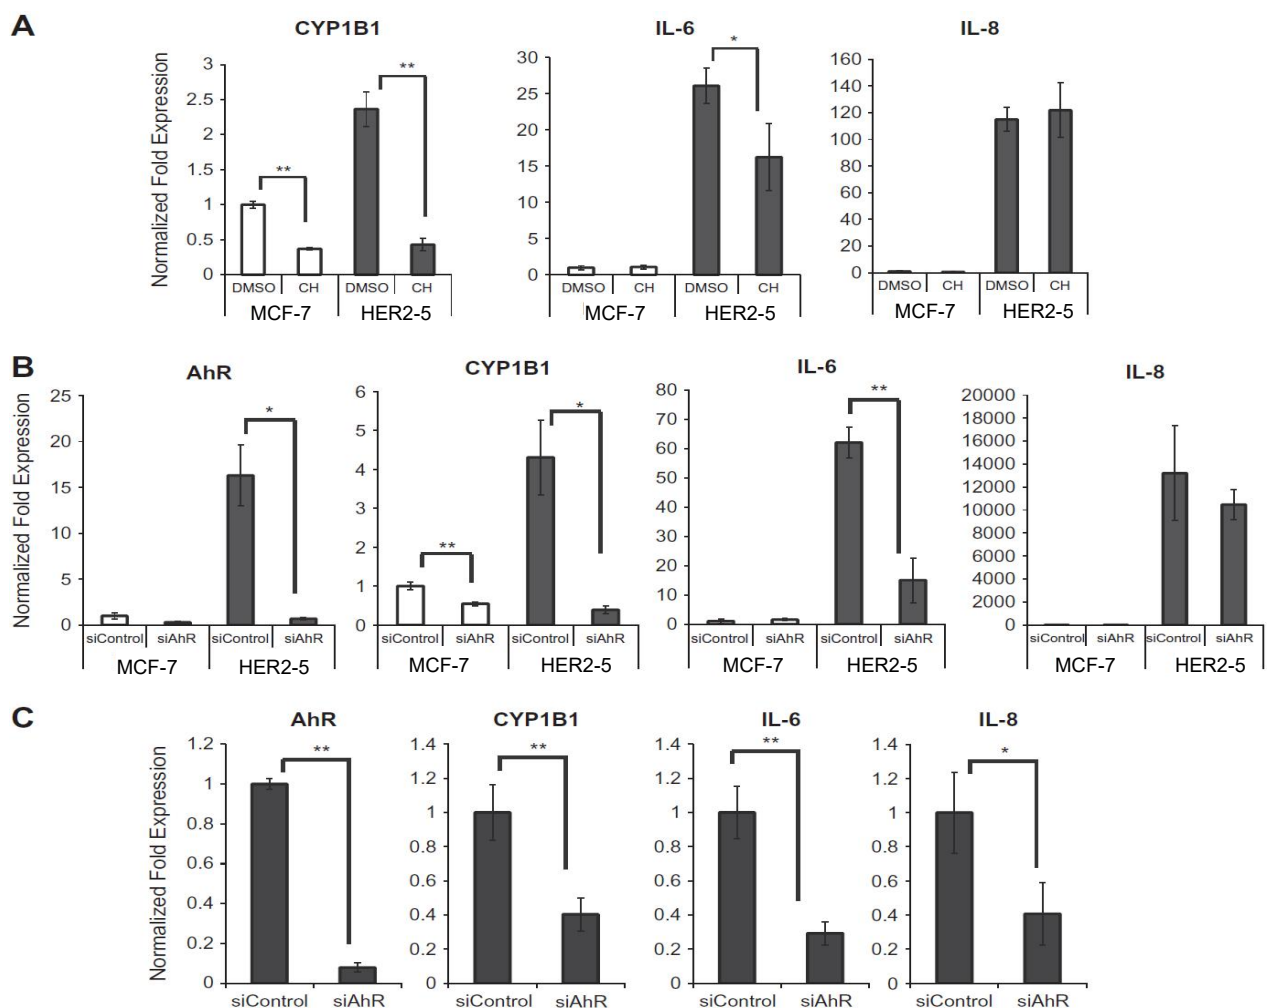 A
CYP1B1
IL-6
IL-8
Normalized Fold Expression
3
2.5
2
1.5
1
0.5
0
**
**
DMSO CH DMSO CH
MCF-7 HER2-5
30
25
20
15
10
5
0
*
DMSO CH DMSO CH
MCF-7 HER2-5
160
140
120
100
80
60
40
20
0
DMSO CH DMSO CH
MCF-7 HER2-5
B
AhR
CYP1B1
IL-6
IL-8
Normalized Fold Expression
25
20
15
10
5
0
*
siControl siAhR siControl siAhR
MCF-7 HER2-5
6
5
4
3
2
1
0
**
*
siControl siAhR siControl siAhR
MCF-7 HER2-5
80
70
60
50
40
30
20
10
0
**
siControl siAhR siControl siAhR
MCF-7 HER2-5
20000
18000
16000
14000
12000
10000
8000
6000
4000
2000
0
siControl siAhR siControl siAhR
MCF-7 HER2-5
C
AhR
CYP1B1
IL-6
IL-8
Normalized Fold Expression
1.2
1
0.8
0.6
0.4
0.2
0
**
siControl siAhR
1.4
1.2
1
0.8
0.6
0.4
0.2
0
**
siControl siAhR
1.4
1.2
1
0.8
0.6
0.4
0.2
0
**
siControl siAhR
1.4
1.2
1
0.8
0.6
0.4
0.2
0
*
siControl siAhR